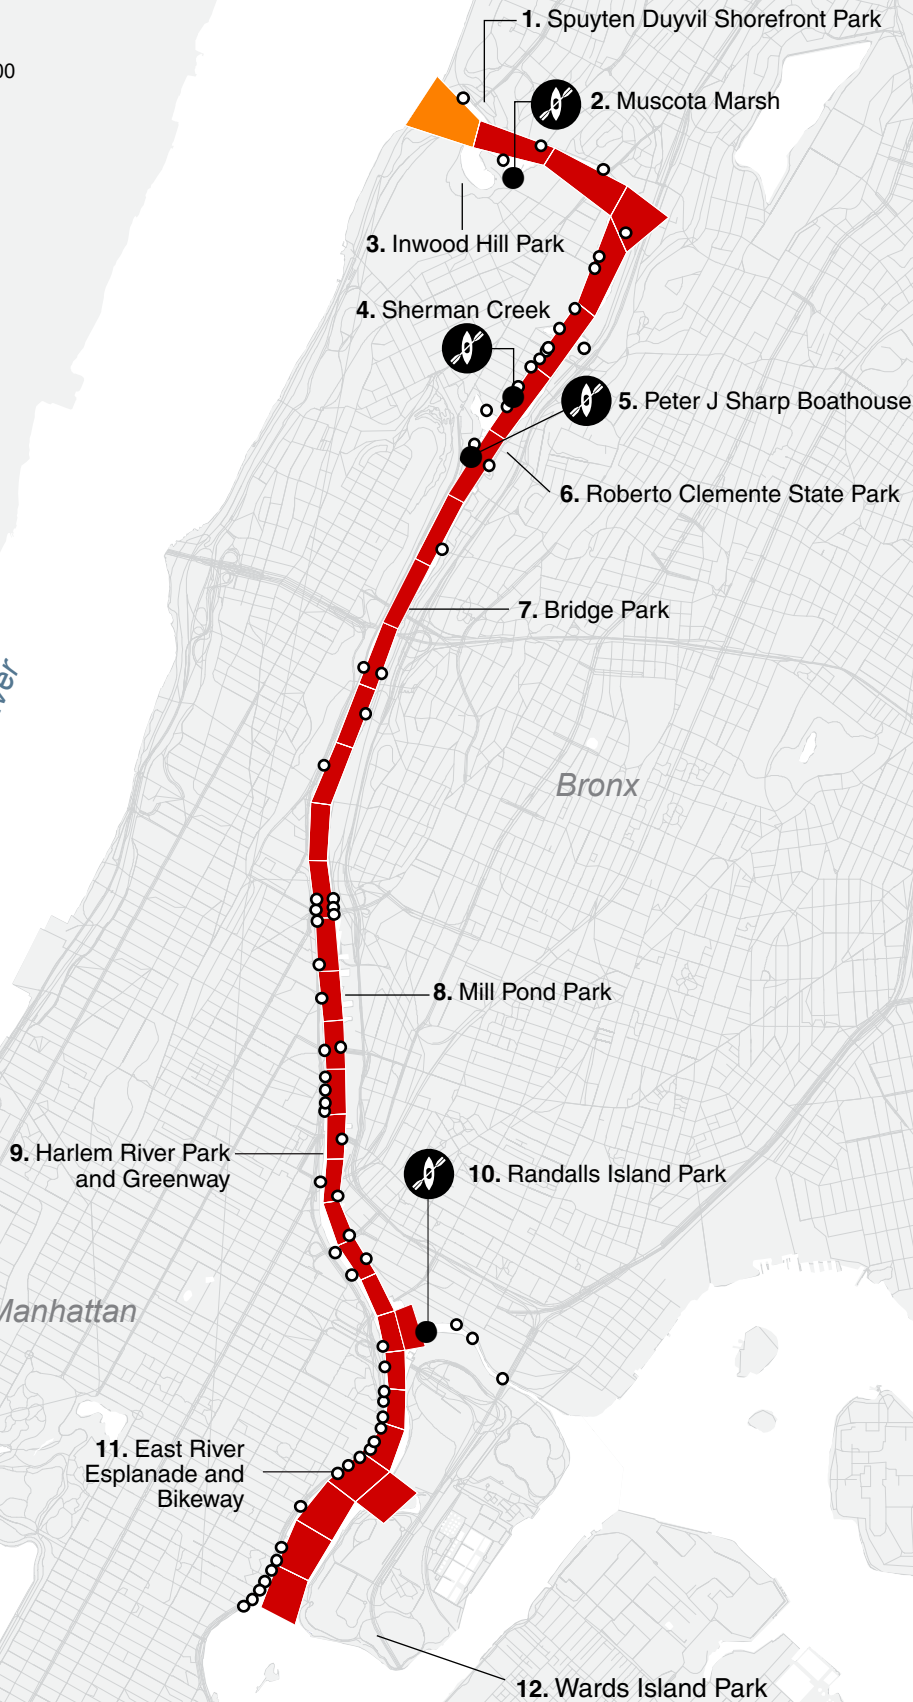 1. Spuyten Duyvil Shorefront Park
00
2. Muscota Marsh
3. Inwood Hill Park
4. Sherman Creek
5. Peter J Sharp Boathouse
6. Roberto Clemente State Park
7. Bridge Park
ver
Bronx
8. Mill Pond Park
9. Harlem River Park
and Greenway
10. Randalls Island Park
Manhattan
11. East River
Esplanade and
Bikeway
12. Wards Island Park